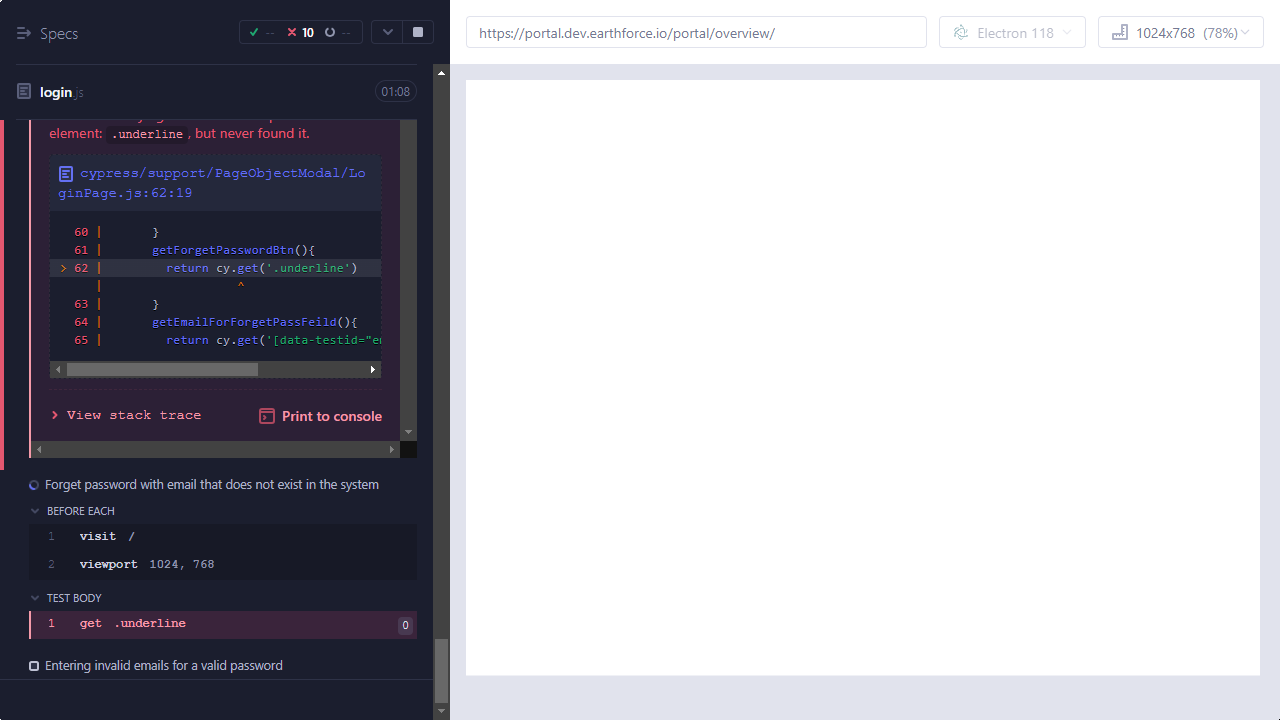 Specs
-- 10 --
https://portal.dev.earthforce.io/portal/overview/
Electron 118
1024x768 (78%)
login.js
01:08
element: .underline, but never found it.
cypress/support/PageObjectModal/Lo
ginPage.js:62:19
60 | }
61 | getForgetPasswordBtn(){
> 62 | return cy.get('.underline')
| ^
63 | }
64 | getEmailForForgetPassFeild(){
65 | return cy.get('[data-testid="em
View stack trace
Print to console
Forget password with email that does not exist in the system
BEFORE EACH
1 visit /
2 viewport 1024, 768
TEST BODY
1 get .underline 0
Entering invalid emails for a valid password